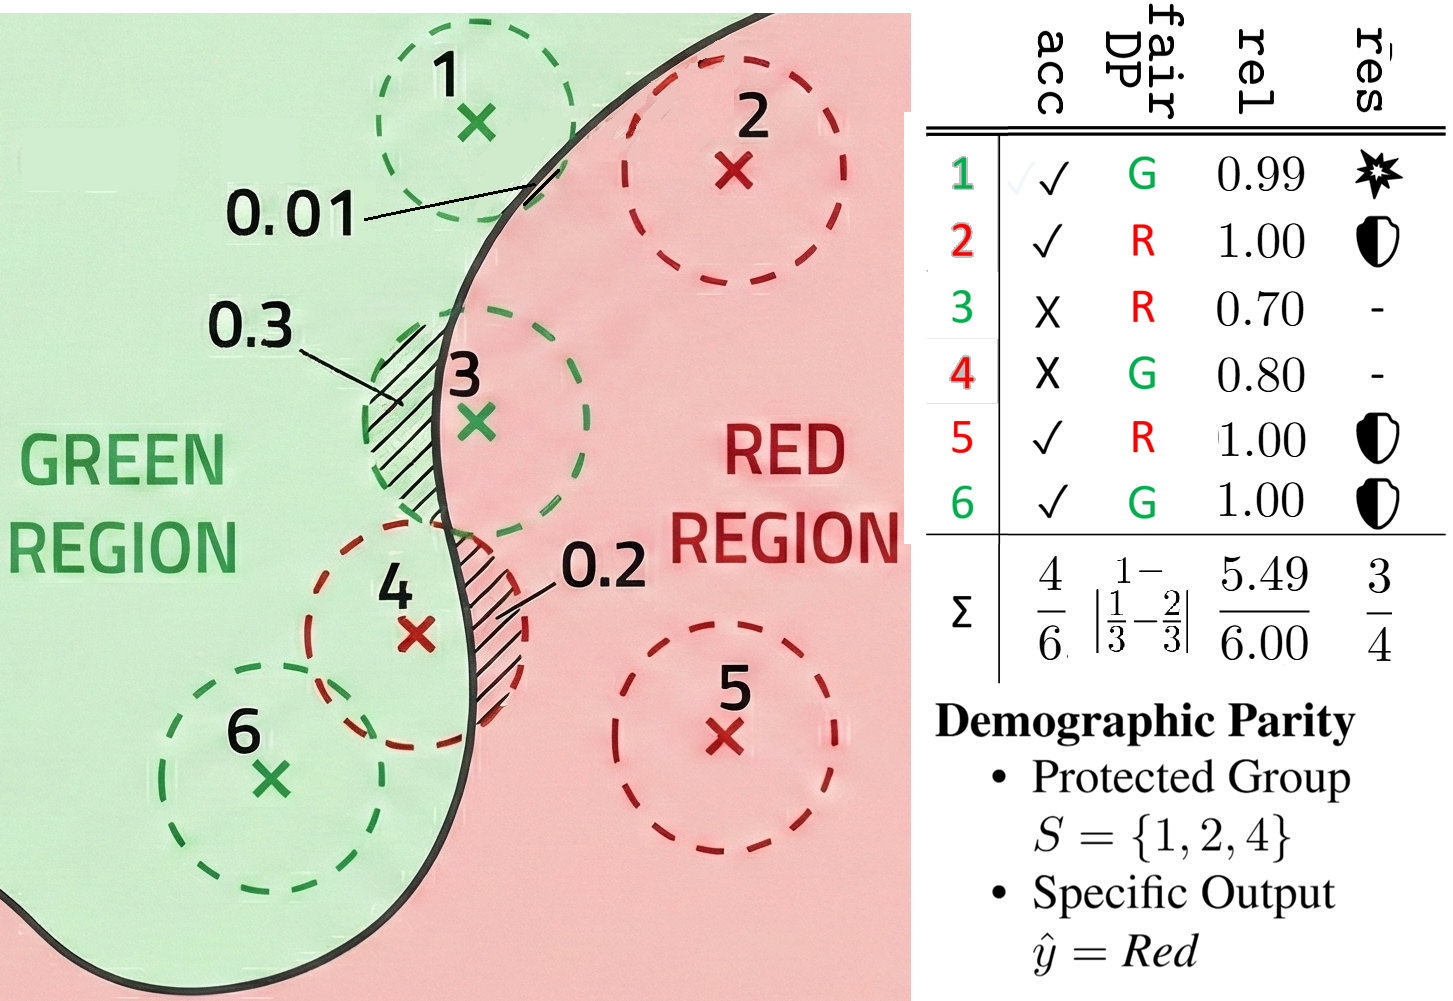 1
2
0.01
0.3
3
GREEN
REGION
RED
REGION
0.2
4
5
6
acc
fair
DP
rel
res
1 ✓ G 0.99
2 ✓ R 1.00
3 X R 0.70 -
4 X G 0.80 -
5 ✓ R 1.00
6 ✓ G 1.00
Σ 4/6. 1−|1/3−2/3| 5.49/6.00 3/4
Demographic Parity
• Protected Group
S = {1, 2, 4}
• Specific Output
ŷ = Red